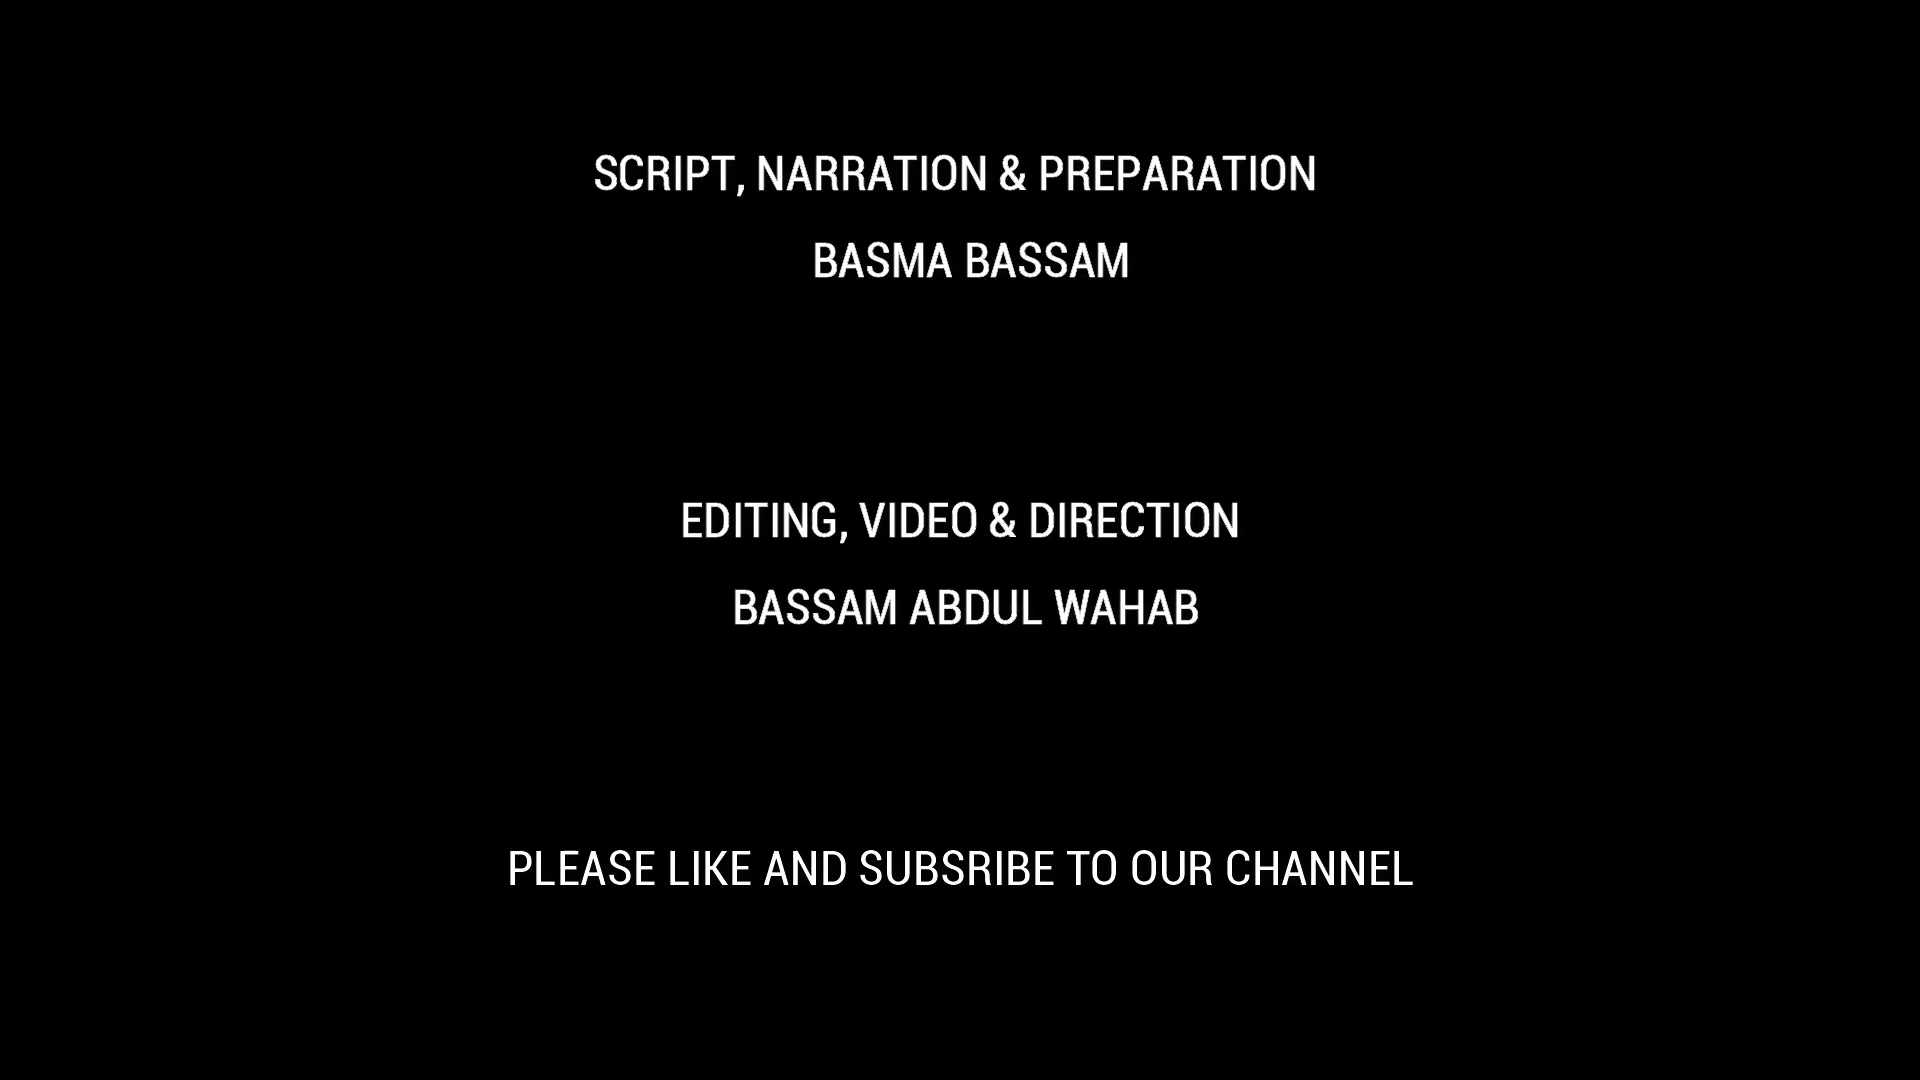 SCRIPT, NARRATION & PREPARATION
BASMA BASSAM
EDITING, VIDEO & DIRECTION
BASSAM ABDUL WAHAB
PLEASE LIKE AND SUBSRIBE TO OUR CHANNEL